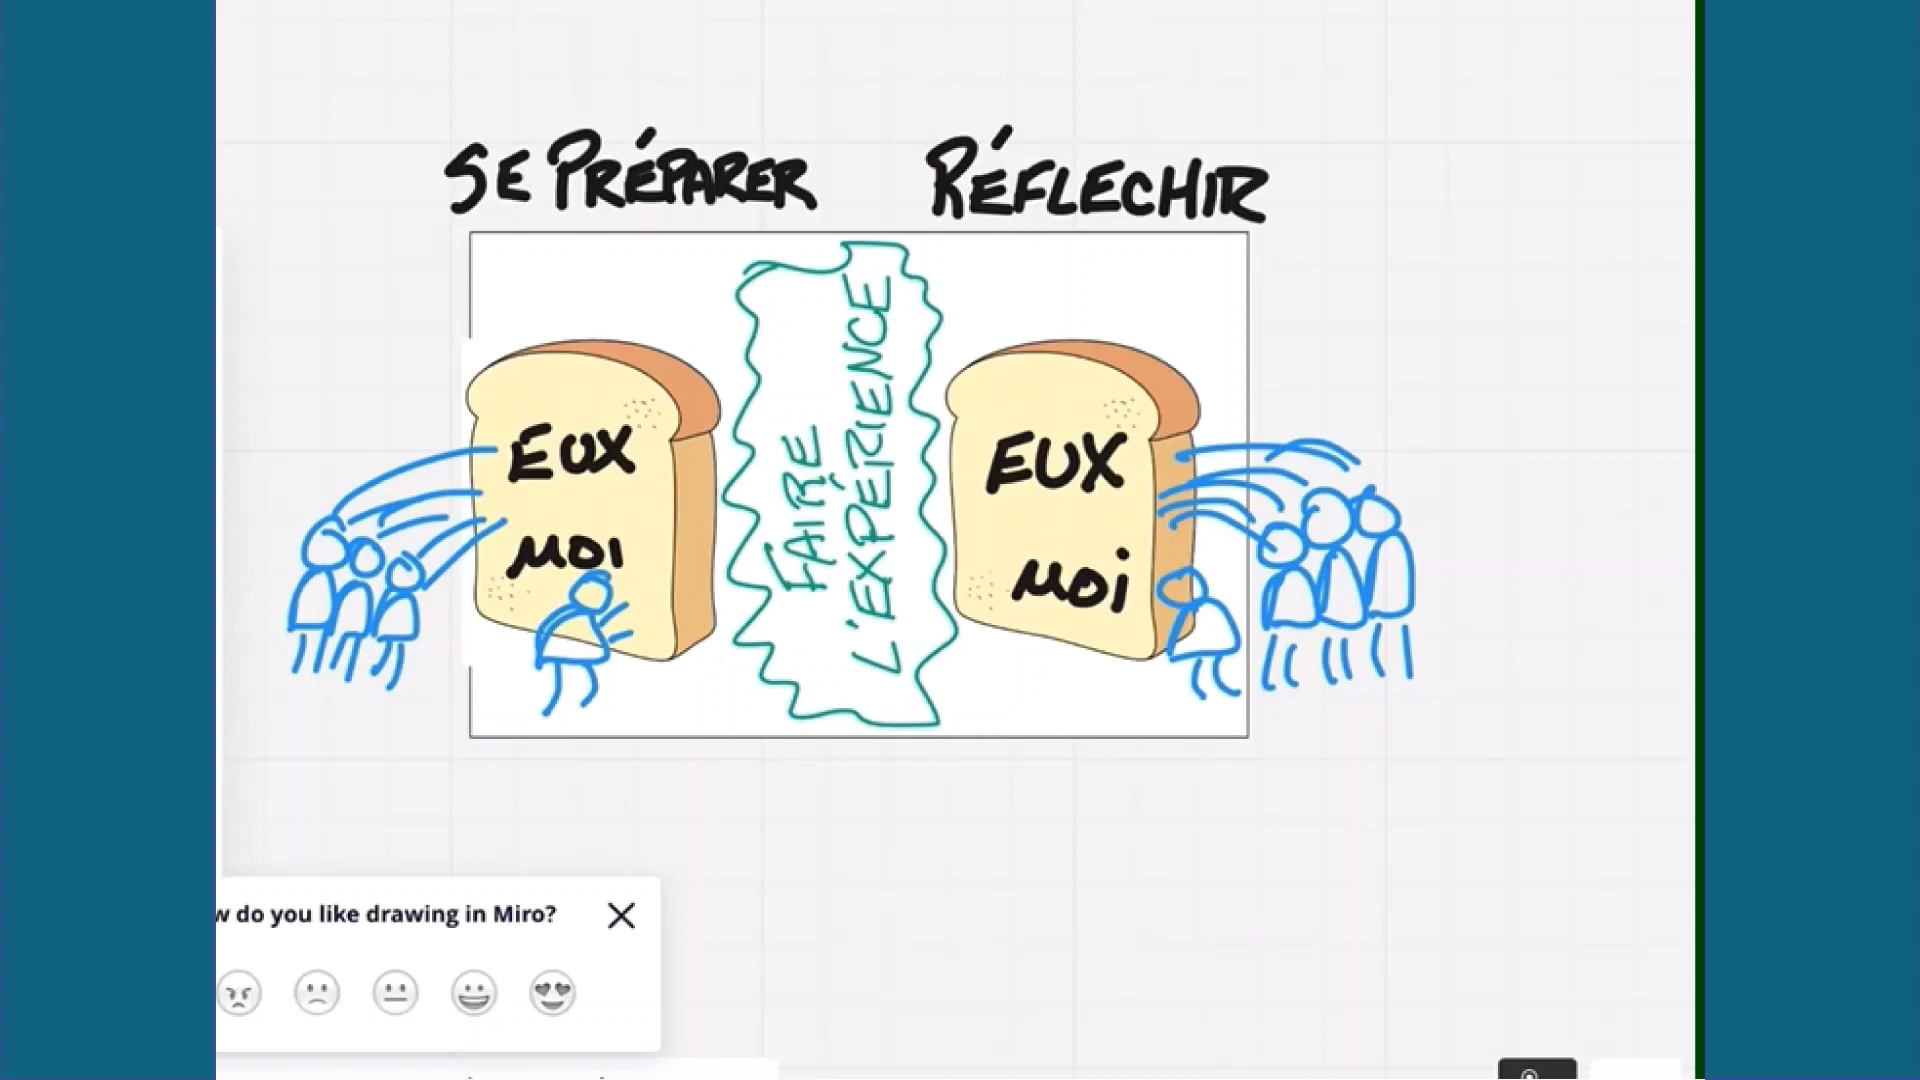 SE PRÉPARER
RÉFLECHIR
EUX
MOI
FAIRE
L'EXPÉRIENCE
EUX
MOi
w do you like drawing in Miro?